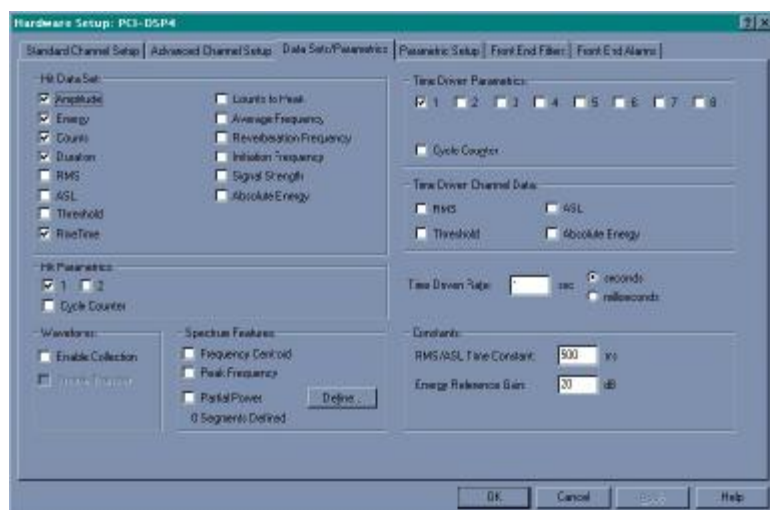 Hardware Setup: PCI-DSP4
Standard Channel Setup
Advanced Channel Setup
Data Sets/Parametrics
Parametric Setup
Front End Filters
Front End Alarms
Hit Data Set:
Amplitude
Energy
Counts
Duration
RMS
ASL
Threshold
RiseTime
Counts to Peak
Average Frequency
Reverberation Frequency
Initiation Frequency
Signal Strength
Absolute Energy
Hit Parametrics:
1 2
Cycle Counter
Waveforms:
Enable Collection
Spectrum Features:
Frequency Centroid
Peak Frequency
Partial Power
Define...
0 Segments Defined
Time Driven Parametrics:
1 2 3 4 5 6 7 8
Cycle Counter
Time Driven Channel Data:
RMS ASL
Threshold Absolute Energy
Time Driven Rate: sec
seconds
milliseconds
Constants:
RMS/ASL Time Constant: 500 ms
Energy Reference Gain: 20 dB
OK Cancel Help